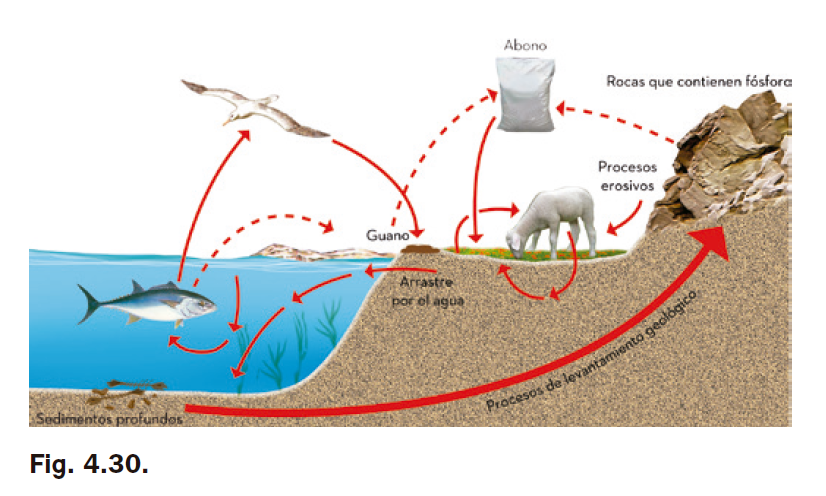 Abono
Rocas que contienen fósforo
Procesos
erosivos
Guano
Arrastre
por el agua
Procesos de levantamiento geológico
Sedimentos profundos
Fig. 4.30.